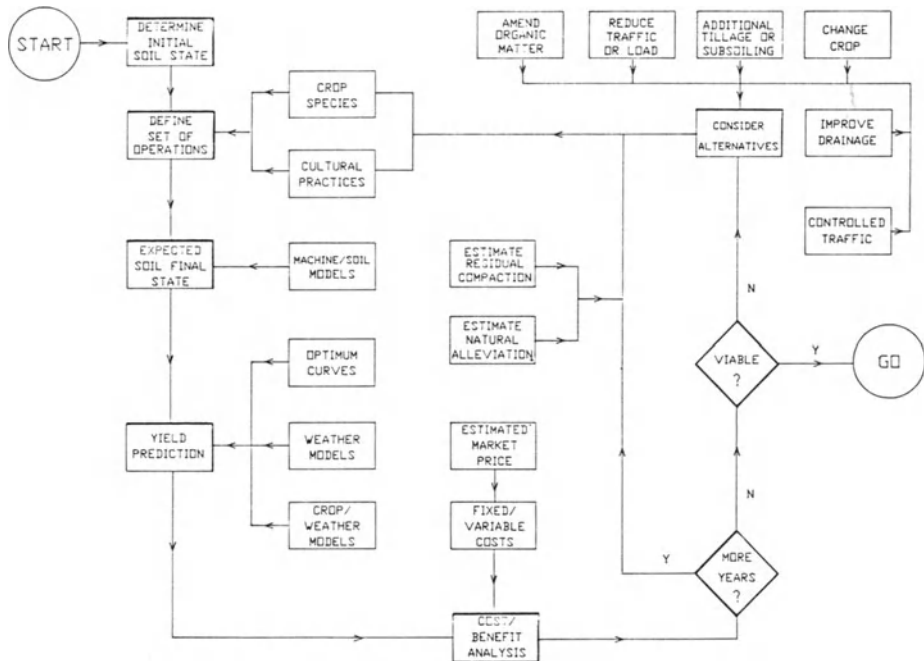 START
DETERMINE
INITIAL
SOIL STATE
AMEND
ORGANIC
MATTER
REDUCE
TRAFFIC
OR LOAD
ADDITIONAL
TILLAGE OR
SUBSOILING
CHANGE
CROP
DEFINE
SET OF
OPERATIONS
CROP
SPECIES
CULTURAL
PRACTICES
CONSIDER
ALTERNATIVES
IMPROVE
DRAINAGE
CONTROLLED
TRAFFIC
EXPECTED
SOIL FINAL
STATE
MACHINE/SOIL
MODELS
ESTIMATE
RESIDUAL
COMPACTION
ESTIMATE
NATURAL
ALLEVIATION
N
VIABLE
?
Y
GO
OPTIMUM
CURVES
YIELD
PREDICTION
WEATHER
MODELS
CROP/
WEATHER
MODELS
ESTIMATED
MARKET
PRICE
FIXED/
VARIABLE
COSTS
N
Y
MORE
YEARS
?
COST/
BENEFIT
ANALYSIS